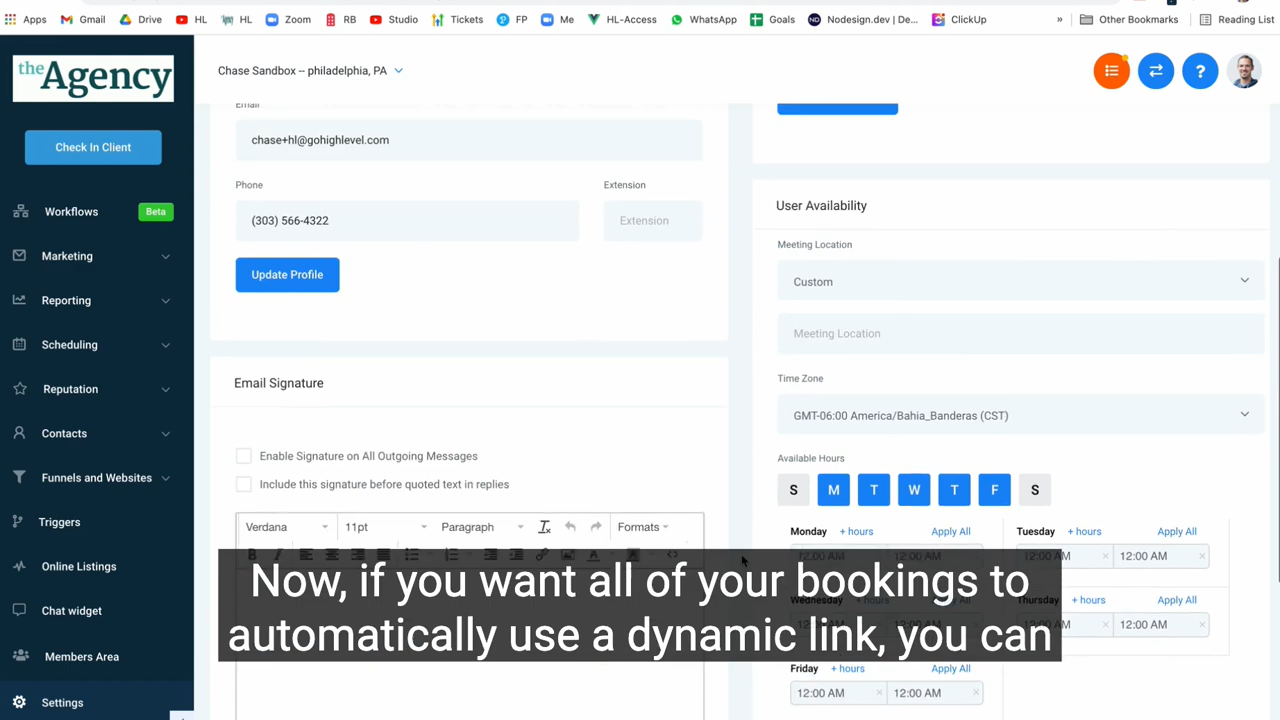 Apps
Gmail
Drive
HL
HL
Zoom
RB
Studio
Tickets
FP
Me
HL-Access
WhatsApp
Goals
Nodesign.dev | De...
ClickUp
»
Other Bookmarks
Reading List
the Agency
Chase Sandbox -- philadelphia, PA
Check In Client
Workflows
Beta
Marketing
Reporting
Scheduling
Reputation
Contacts
Funnels and Websites
Triggers
Online Listings
Chat widget
Members Area
Settings
Email
chase+hl@gohighlevel.com
Phone
Extension
(303) 566-4322
Extension
Update Profile
Email Signature
Enable Signature on All Outgoing Messages
Include this signature before quoted text in replies
Verdana
11pt
Paragraph
Formats
User Availability
Meeting Location
Custom
Meeting Location
Time Zone
GMT-06:00 America/Bahia_Banderas (CST)
Available Hours
S M T W T F S
Monday + hours Apply All
Tuesday + hours Apply All
12:00 AM 12:00 AM
12:00 AM 12:00 AM
Wednesday + hours Apply All
Thursday + hours Apply All
12:00 AM 12:00 AM
12:00 AM 12:00 AM
Friday + hours Apply All
12:00 AM 12:00 AM
Now, if you want all of your bookings to
automatically use a dynamic link, you can